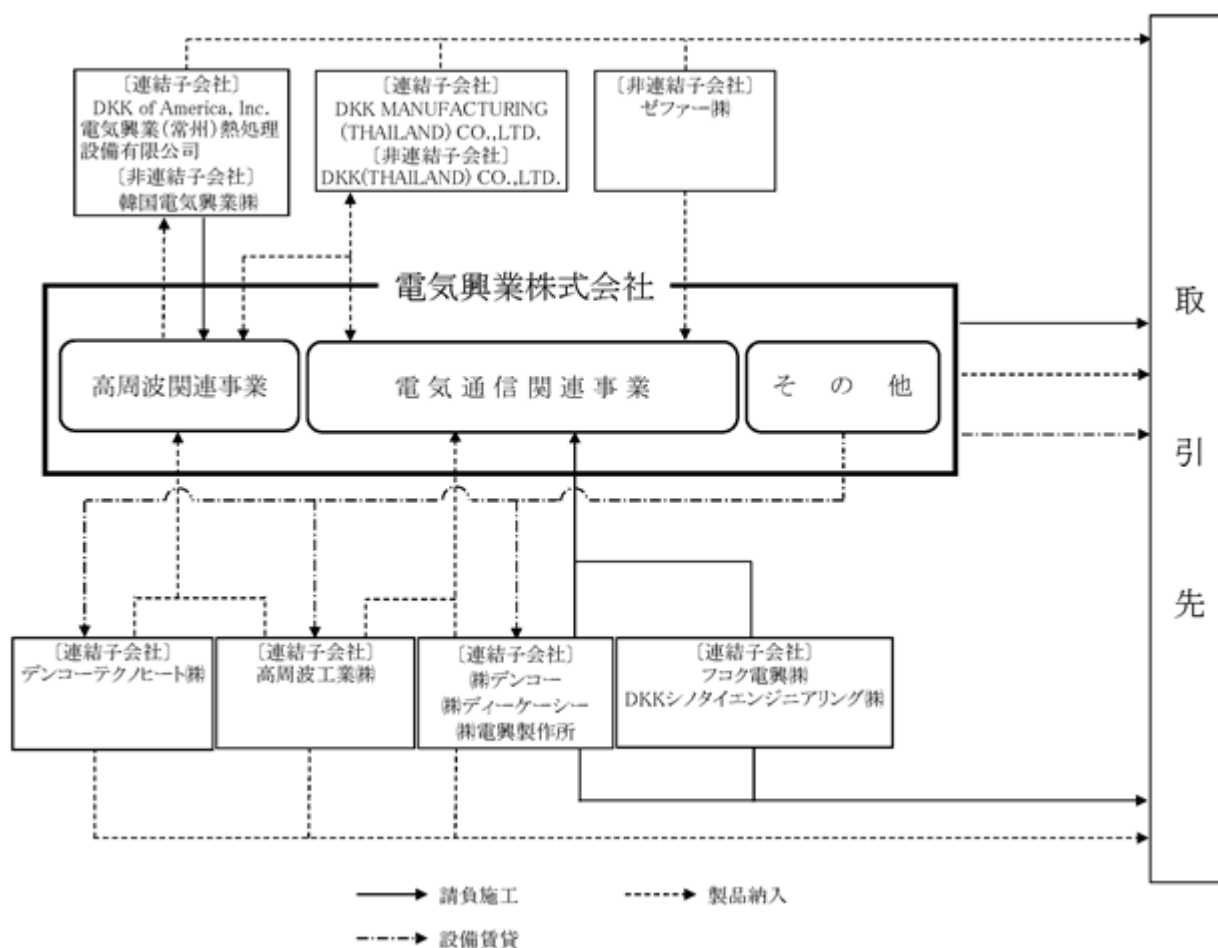 〔連結子会社〕
DKK of America, Inc.
電気興業(常州)熱処理
設備有限公司
〔非連結子会社〕
韓国電気興業㈱
〔連結子会社〕
DKK MANUFACTURING
(THAILAND) CO.,LTD.
〔非連結子会社〕
DKK(THAILAND) CO.,LTD.
〔非連結子会社〕
ゼファー㈱
電気興業株式会社
高周波関連事業
電気通信関連事業
その他
取引先
〔連結子会社〕
デンコーテクノヒート㈱
〔連結子会社〕
高周波工業㈱
〔連結子会社〕
㈱デンコー
㈱ディーケーシー
㈱電興製作所
〔連結子会社〕
フコク電興㈱
DKKシノタイエンジニアリング㈱
請負施工
製品納入
設備賃貸